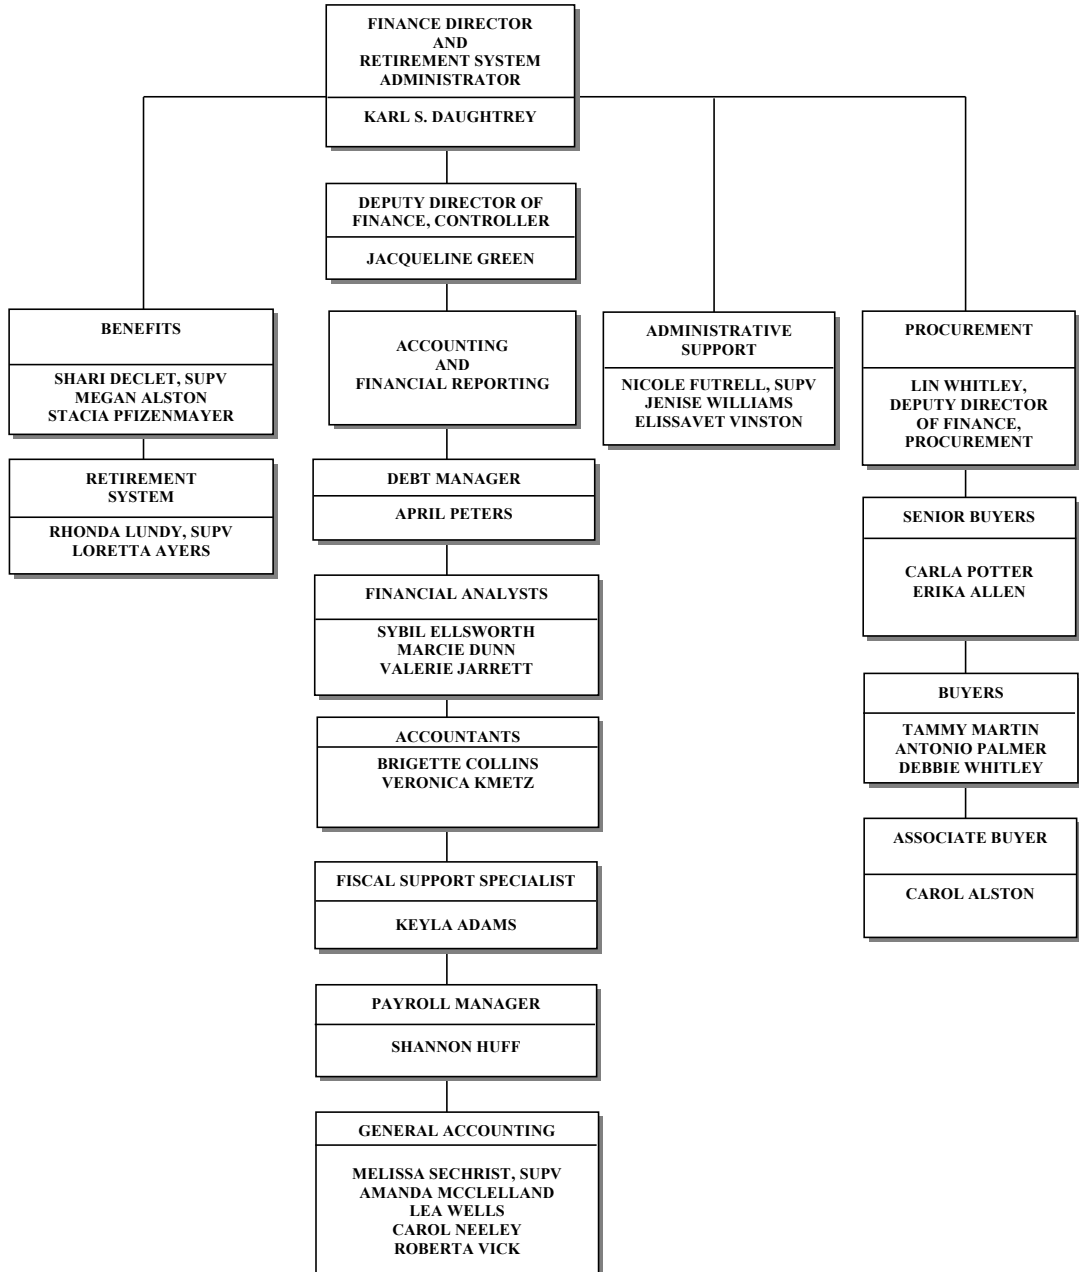 FINANCE DIRECTOR
AND
RETIREMENT SYSTEM
ADMINISTRATOR
KARL S. DAUGHTREY
DEPUTY DIRECTOR OF
FINANCE, CONTROLLER
JACQUELINE GREEN
BENEFITS
SHARI DECLET, SUPV
MEGAN ALSTON
STACIA PFIZENMAYER
RETIREMENT
SYSTEM
RHONDA LUNDY, SUPV
LORETTA AYERS
ACCOUNTING
AND
FINANCIAL REPORTING
DEBT MANAGER
APRIL PETERS
FINANCIAL ANALYSTS
SYBIL ELLSWORTH
MARCIE DUNN
VALERIE JARRETT
ACCOUNTANTS
BRIGETTE COLLINS
VERONICA KMETZ
FISCAL SUPPORT SPECIALIST
KEYLA ADAMS
PAYROLL MANAGER
SHANNON HUFF
GENERAL ACCOUNTING
MELISSA SECHRIST, SUPV
AMANDA MCCLELLAND
LEA WELLS
CAROL NEELEY
ROBERTA VICK
ADMINISTRATIVE
SUPPORT
NICOLE FUTRELL, SUPV
JENISE WILLIAMS
ELISSAVET VINSTON
PROCUREMENT
LIN WHITLEY,
DEPUTY DIRECTOR
OF FINANCE,
PROCUREMENT
SENIOR BUYERS
CARLA POTTER
ERIKA ALLEN
BUYERS
TAMMY MARTIN
ANTONIO PALMER
DEBBIE WHITLEY
ASSOCIATE BUYER
CAROL ALSTON